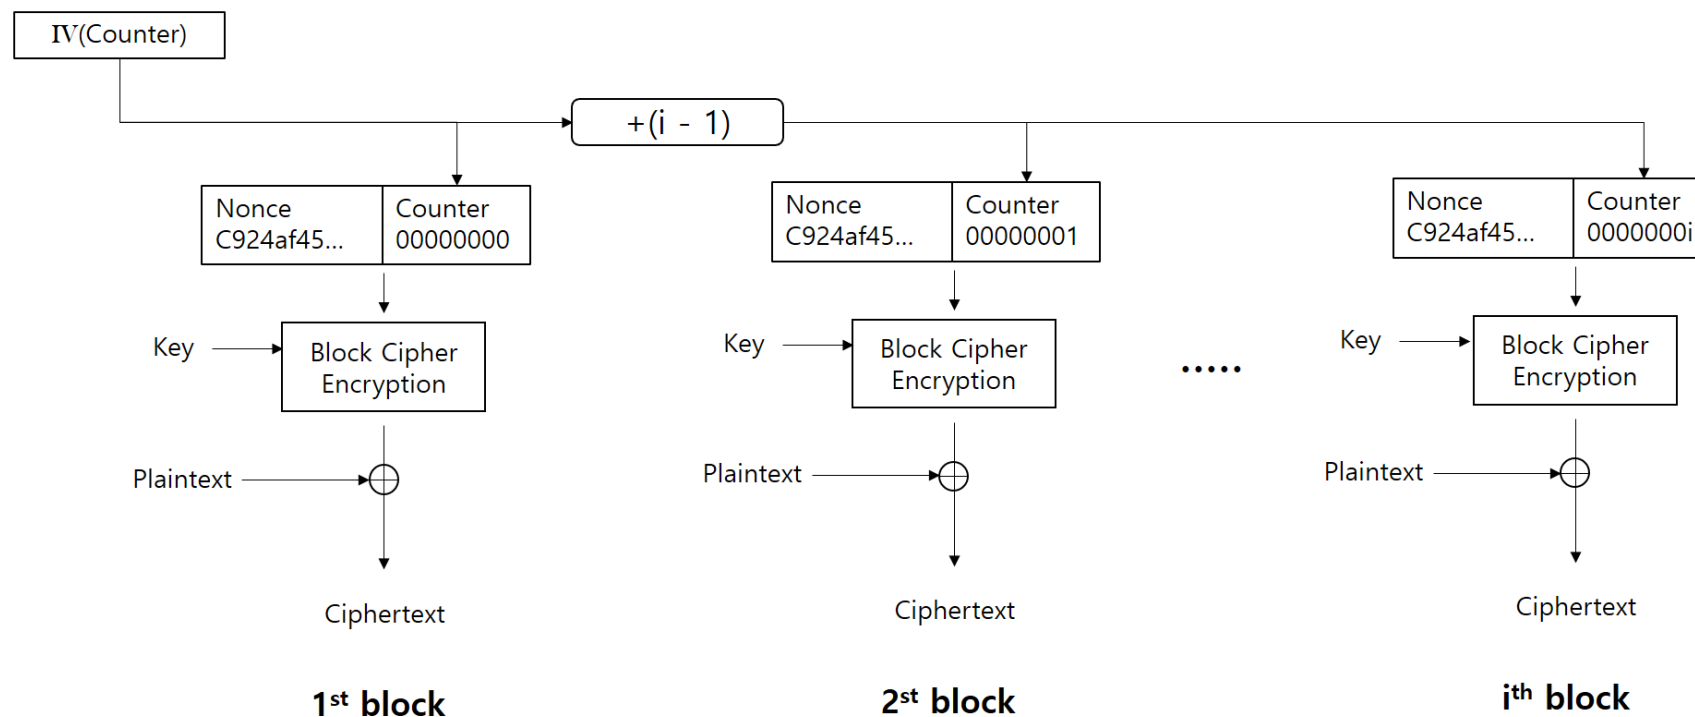 IV(Counter)
+(i - 1)
Nonce
C924af45...
Counter
00000000
Nonce
C924af45...
Counter
00000001
Nonce
C924af45...
Counter
0000000i
Key
Block Cipher
Encryption
Key
Block Cipher
Encryption
.....
Key
Block Cipher
Encryption
Plaintext
Plaintext
Plaintext
Ciphertext
Ciphertext
Ciphertext
1st block
2st block
ith block